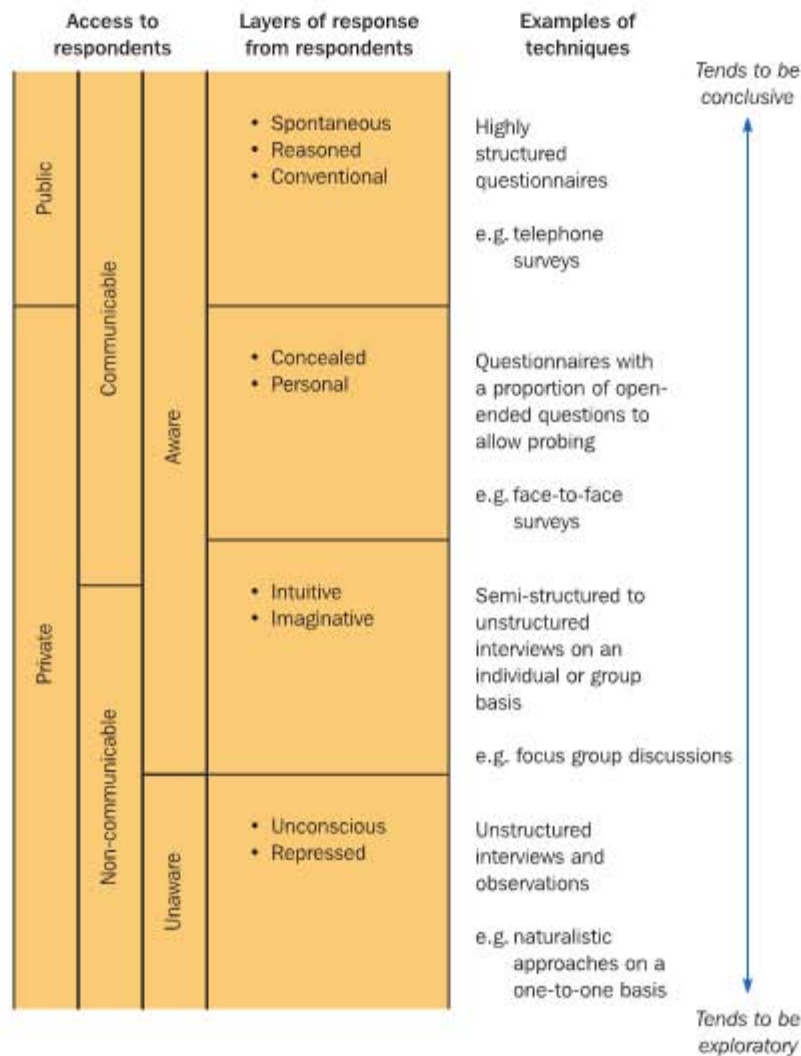 Access to
respondents
Layers of response
from respondents
Examples of
techniques
Tends to be
conclusive
Public
Private
Communicable
Non-communicable
Aware
Unaware
• Spontaneous
• Reasoned
• Conventional
Highly
structured
questionnaires
e.g. telephone
surveys
• Concealed
• Personal
Questionnaires with
a proportion of open-
ended questions to
allow probing
e.g. face-to-face
surveys
• Intuitive
• Imaginative
Semi-structured to
unstructured
interviews on an
individual or group
basis
e.g. focus group discussions
• Unconscious
• Repressed
Unstructured
interviews and
observations
e.g. naturalistic
approaches on a
one-to-one basis
Tends to be
exploratory